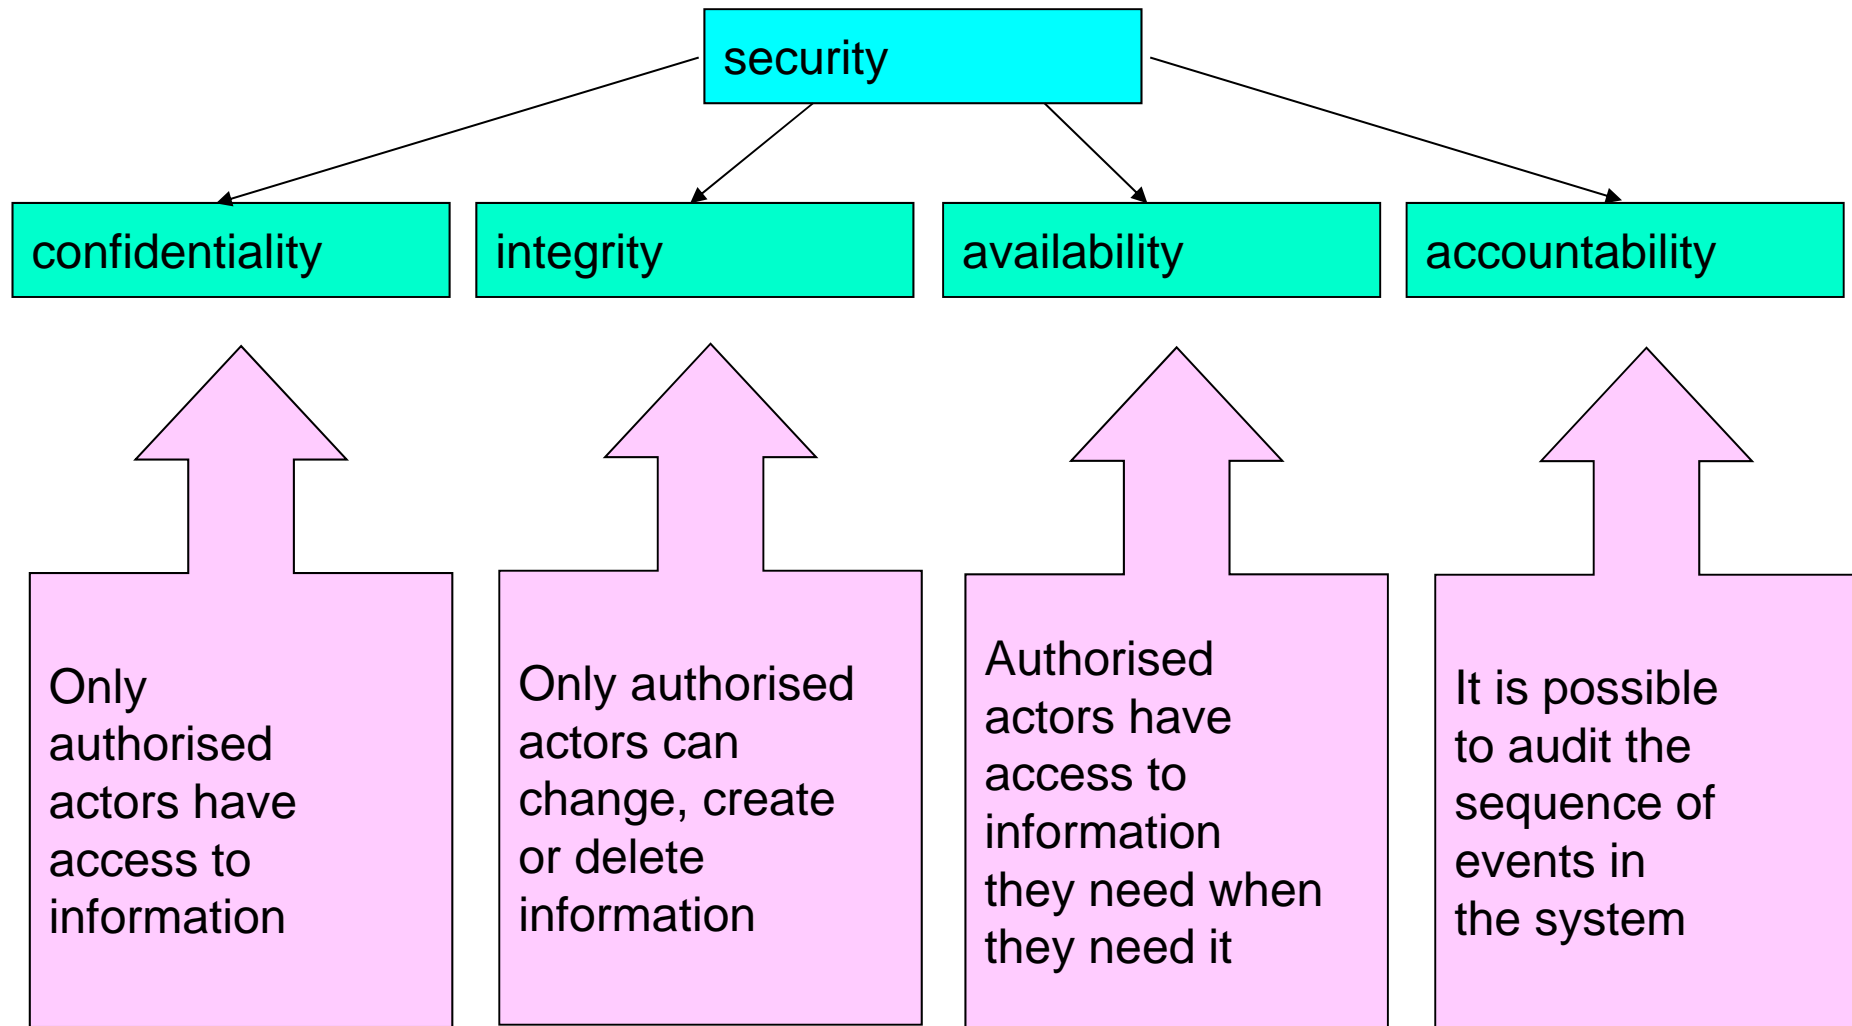 security
confidentiality
integrity
availability
accountability
Only
authorised
actors have
access to
information
Only authorised
actors can
change, create
or delete
information
Authorised
actors have
access to
information
they need when
they need it
It is possible
to audit the
sequence of
events in
the system